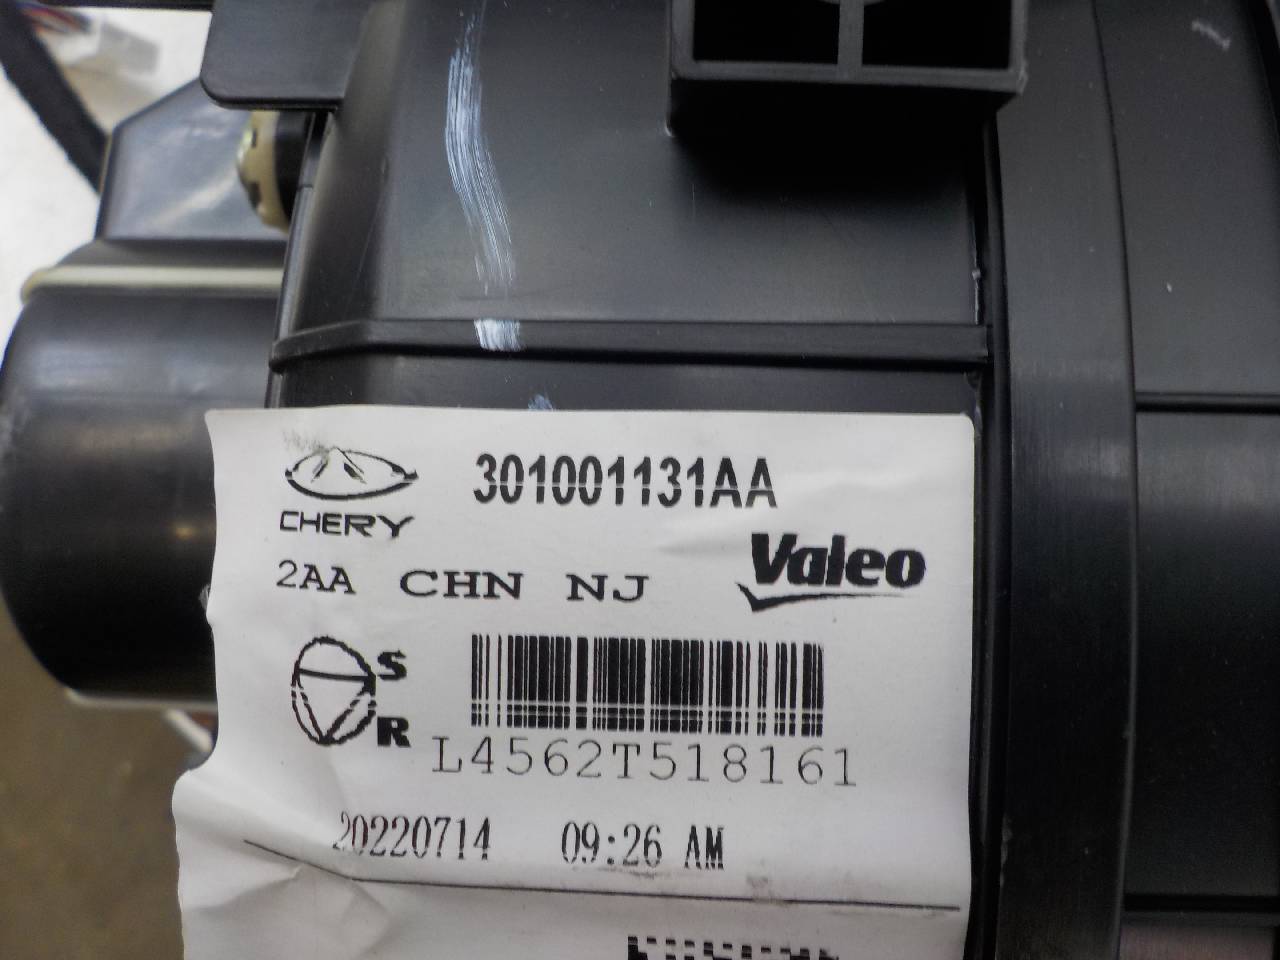 301001131AA
CHERY
Valeo
2AA CHN NJ
S
R
L4562T518161
20220714 09:26 AM